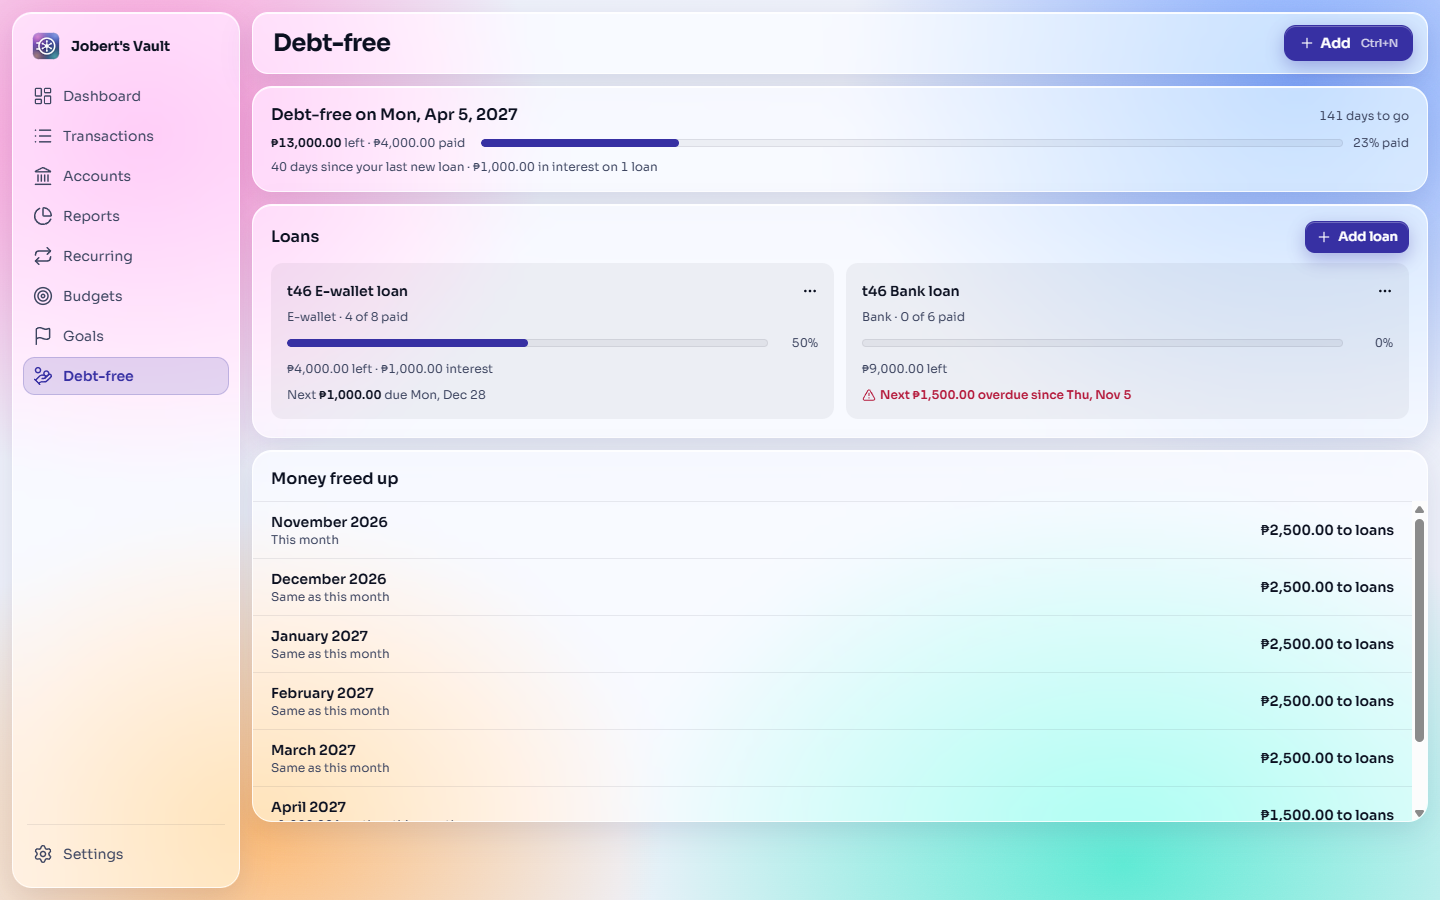 Jobert's Vault
Dashboard
Transactions
Accounts
Reports
Recurring
Budgets
Goals
Debt-free
Settings
Debt-free
+ Add Ctrl+N
Debt-free on Mon, Apr 5, 2027
141 days to go
₱13,000.00 left · ₱4,000.00 paid
23% paid
40 days since your last new loan · ₱1,000.00 in interest on 1 loan
Loans
+ Add loan
t46 E-wallet loan
E-wallet · 4 of 8 paid
50%
₱4,000.00 left · ₱1,000.00 interest
Next ₱1,000.00 due Mon, Dec 28
t46 Bank loan
Bank · 0 of 6 paid
0%
₱9,000.00 left
Next ₱1,500.00 overdue since Thu, Nov 5
Money freed up
November 2026
This month
₱2,500.00 to loans
December 2026
Same as this month
₱2,500.00 to loans
January 2027
Same as this month
₱2,500.00 to loans
February 2027
Same as this month
₱2,500.00 to loans
March 2027
Same as this month
₱2,500.00 to loans
April 2027
₱1,500.00 to loans